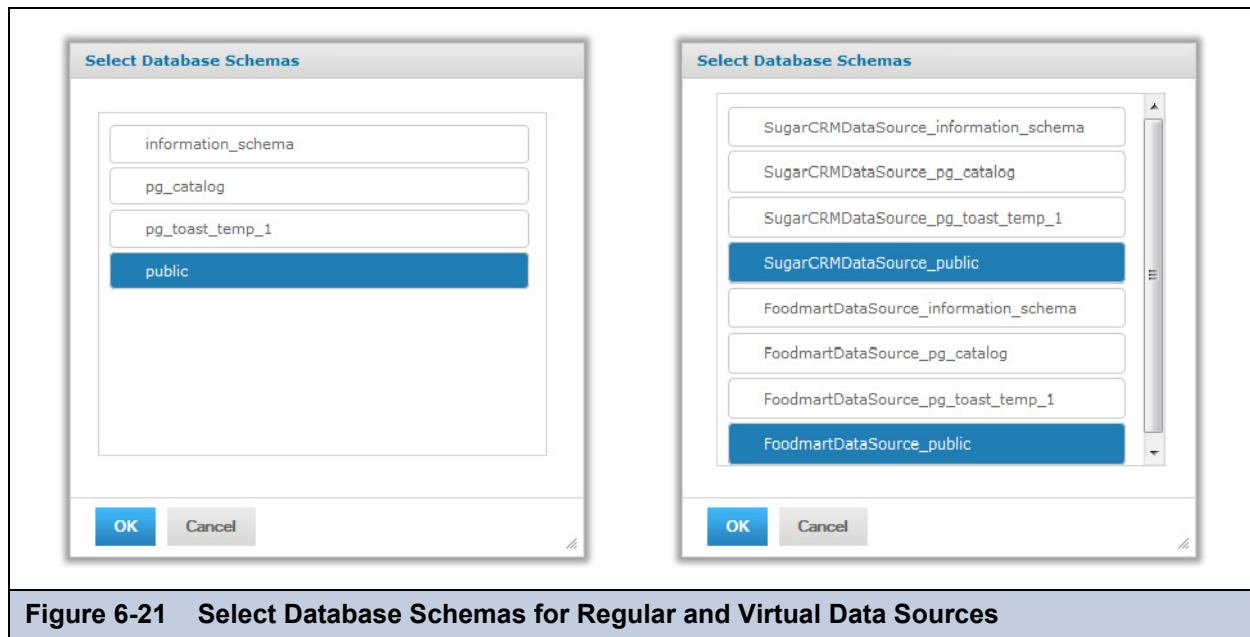 Select Database Schemas
information_schema
pg_catalog
pg_toast_temp_1
public
OK Cancel
Select Database Schemas
SugarCRMDataSource_information_schema
SugarCRMDataSource_pg_catalog
SugarCRMDataSource_pg_toast_temp_1
SugarCRMDataSource_public
FoodmartDataSource_information_schema
FoodmartDataSource_pg_catalog
FoodmartDataSource_pg_toast_temp_1
FoodmartDataSource_public
OK Cancel
Figure 6-21 Select Database Schemas for Regular and Virtual Data Sources